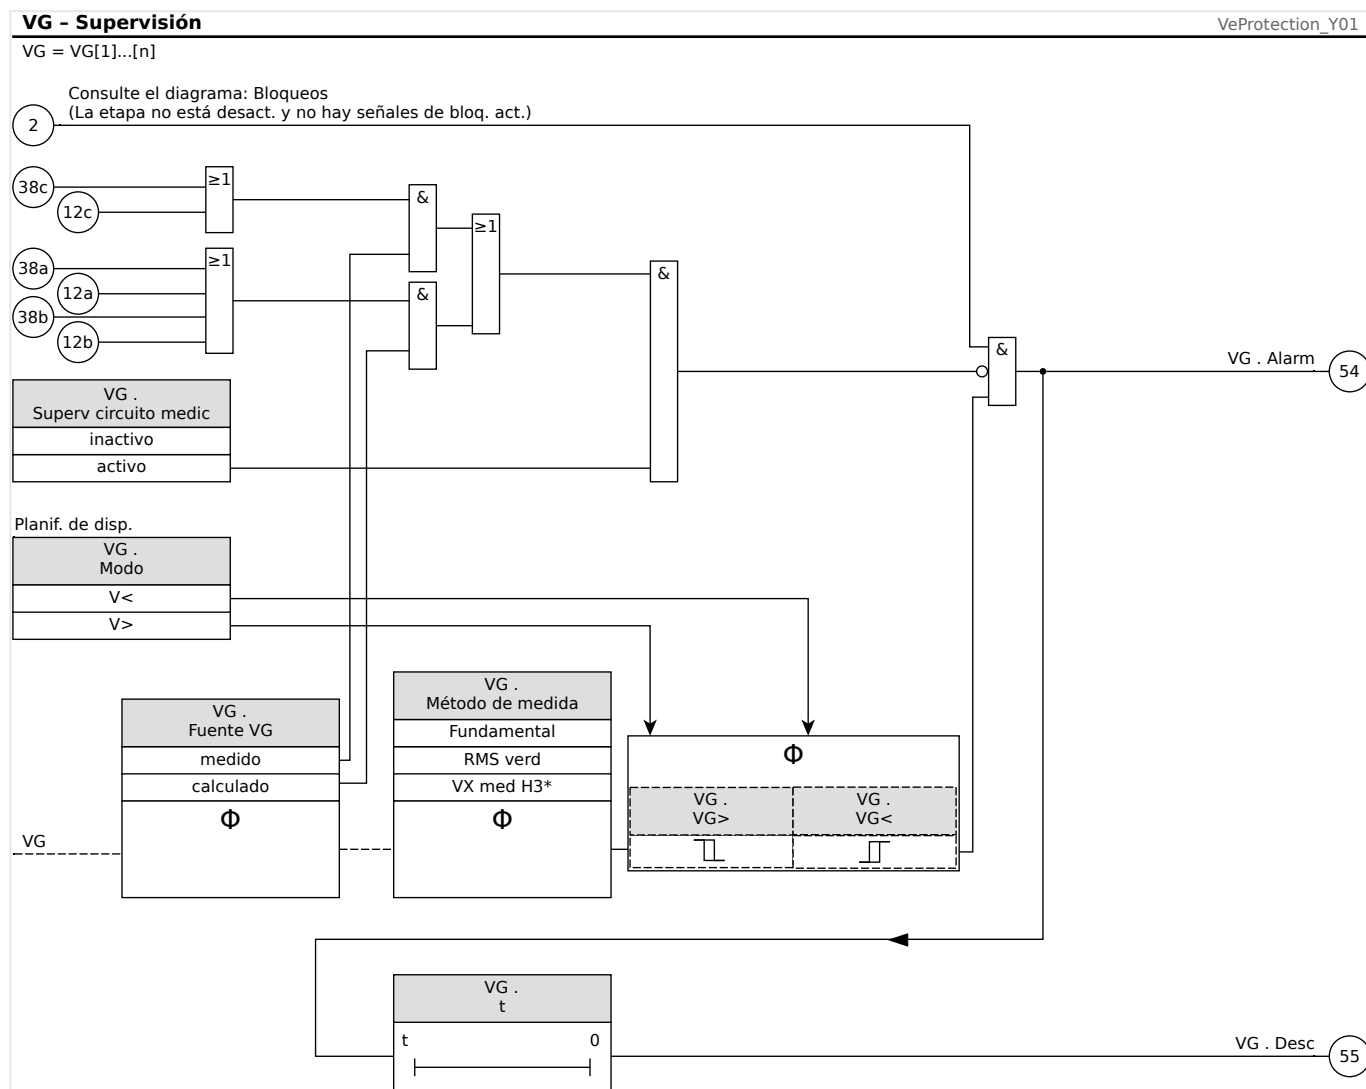 VG – Supervisión
VeProtection_Y01
VG = VG[1]...[n]
Consulte el diagrama: Bloqueos
(La etapa no está desact. y no hay señales de bloq. act.)
2
38c
12c
≥1
&
≥1
38a
12a
38b
12b
≥1
&
&
&
VG . Alarm
54
VG .
Superv circuito medic
inactivo
activo
Planif. de disp.
VG .
Modo
V<
V>
VG .
Fuente VG
medido
calculado
Φ
VG
VG .
Método de medida
Fundamental
RMS verd
VX med H3*
Φ
Φ
VG .
VG>
VG .
VG<
VG .
t
t
0
VG . Desc
55